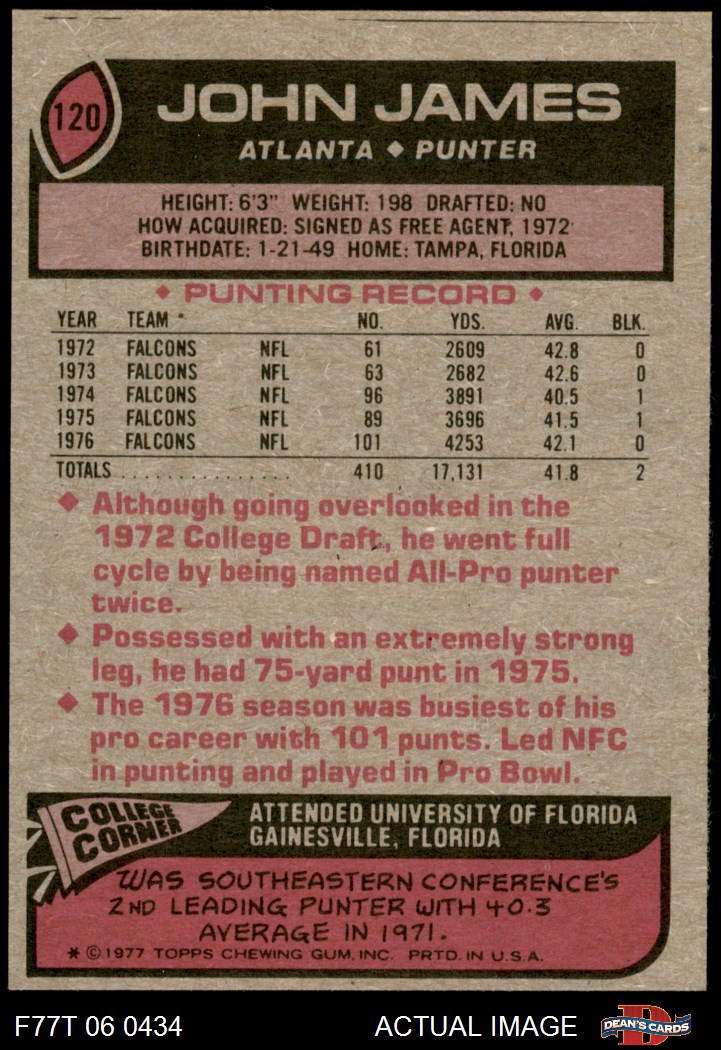 120
JOHN JAMES
ATLANTA ◆ PUNTER
HEIGHT: 6'3" WEIGHT: 198 DRAFTED: NO
HOW ACQUIRED: SIGNED AS FREE AGENT, 1972
BIRTHDATE: 1-21-49 HOME: TAMPA, FLORIDA
◆ PUNTING RECORD ◆
YEAR TEAM NO. YDS. AVG. BLK.
1972 FALCONS NFL 61 2609 42.8 0
1973 FALCONS NFL 63 2682 42.6 0
1974 FALCONS NFL 96 3891 40.5 1
1975 FALCONS NFL 89 3696 41.5 1
1976 FALCONS NFL 101 4253 42.1 0
TOTALS ................ 410 17,131 41.8 2
◆ Although going overlooked in the
1972 College Draft, he went full
cycle by being named All-Pro punter
twice.
◆ Possessed with an extremely strong
leg, he had 75-yard punt in 1975.
◆ The 1976 season was busiest of his
pro career with 101 punts. Led NFC
in punting and played in Pro Bowl.
COLLEGE
CORNER
ATTENDED UNIVERSITY OF FLORIDA
GAINESVILLE, FLORIDA
WAS SOUTHEASTERN CONFERENCE'S
2ND LEADING PUNTER WITH 40.3
AVERAGE IN 1971.
* © 1977 TOPPS CHEWING GUM, INC. PRTD. IN U.S.A.
F77T 06 0434 ACTUAL IMAGE
D
DEAN'S CARDS